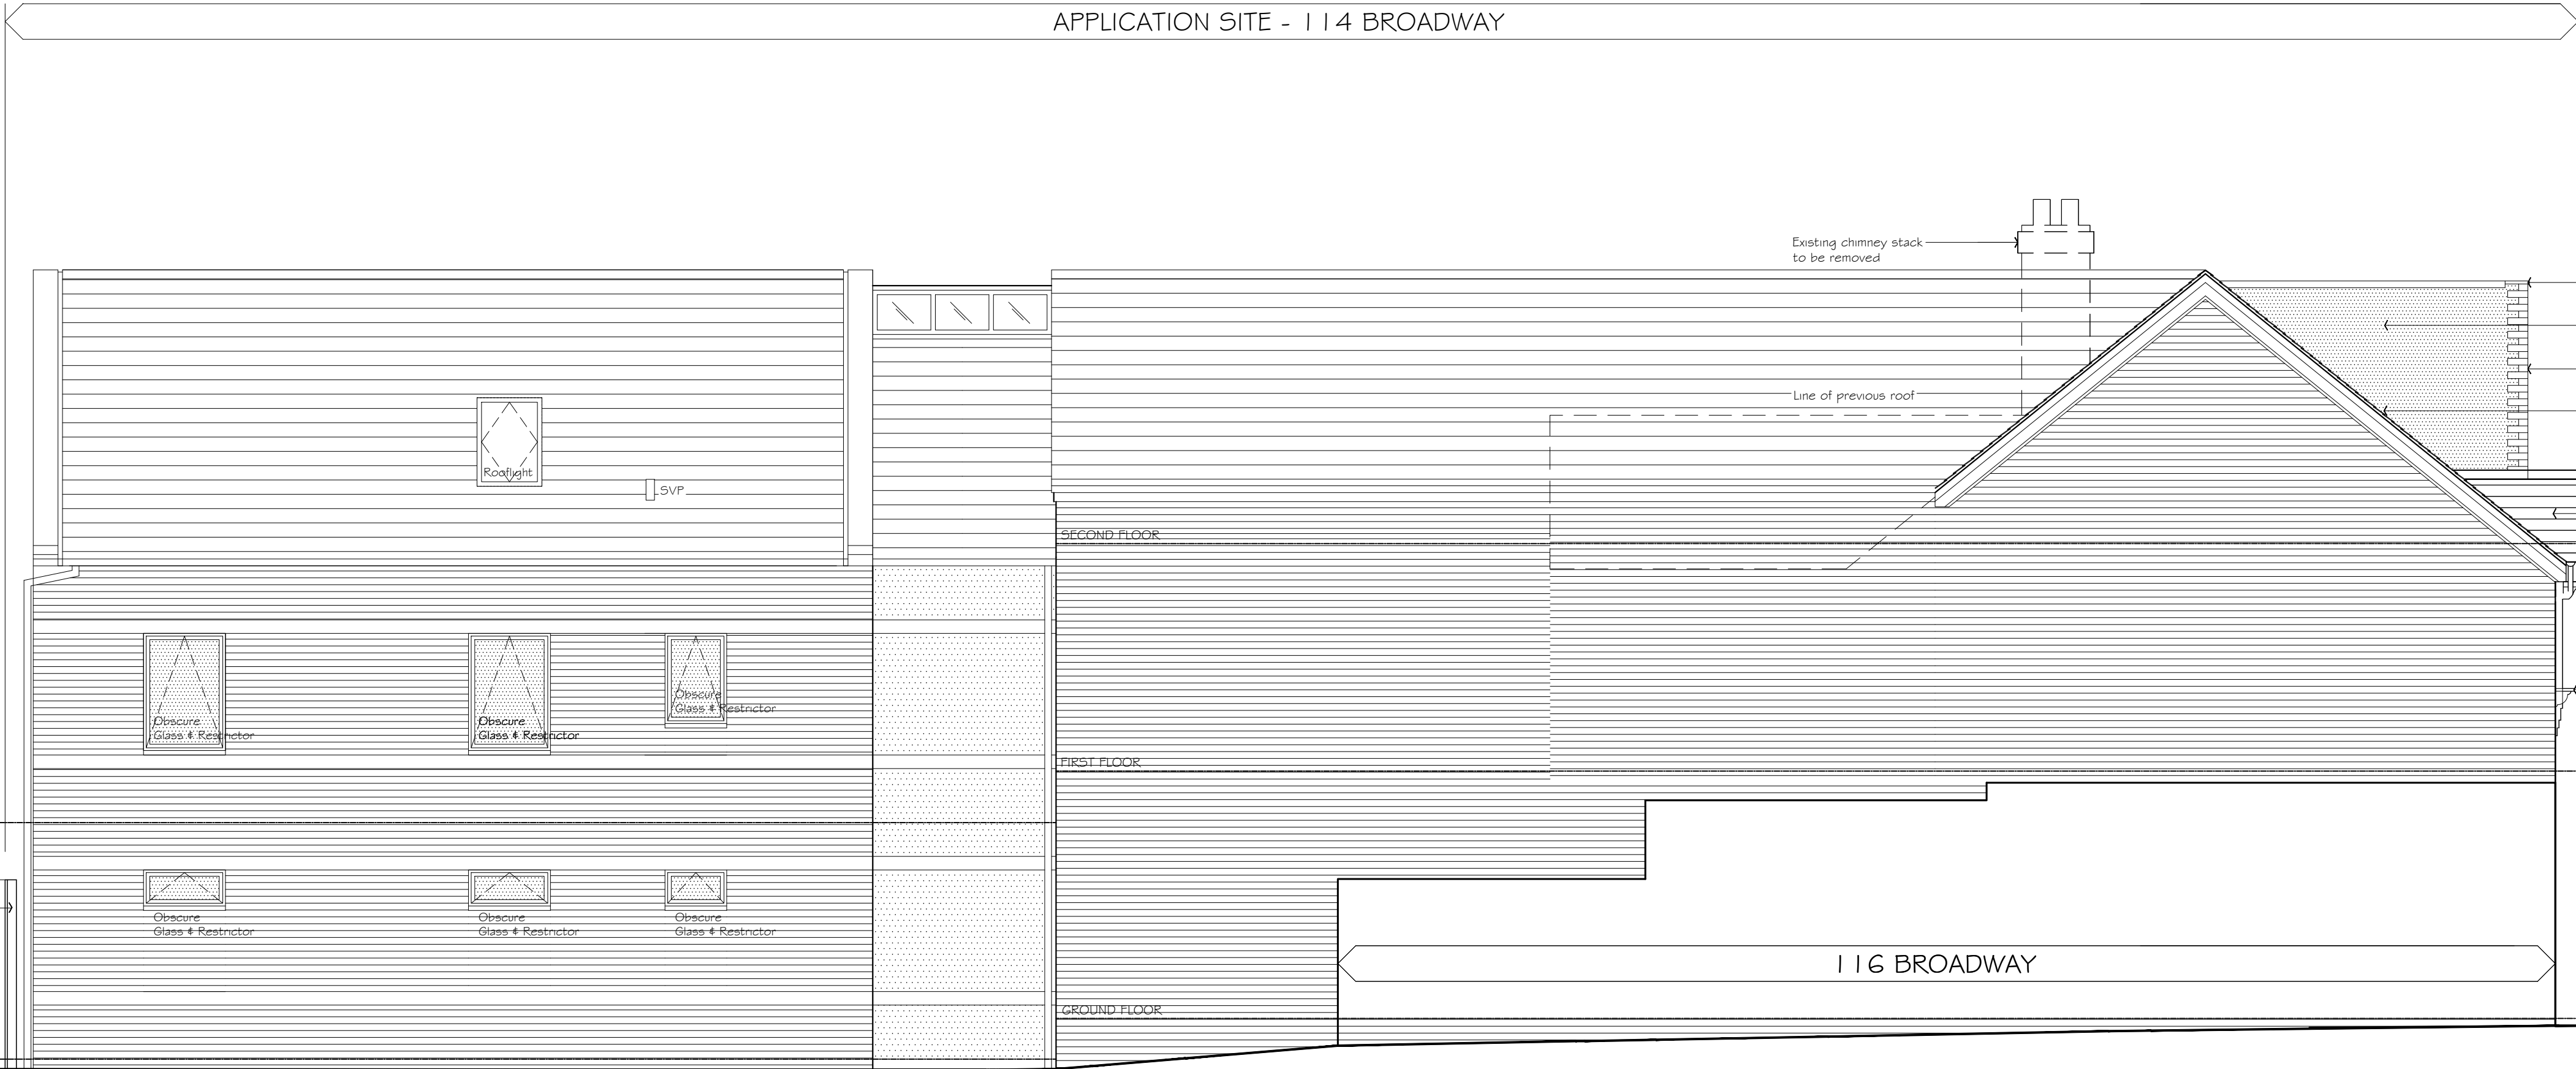 APPLICATION SITE - 114 BROADWAY
Existing chimney stack
to be removed
Line of previous roof
Rooflight
SVP
SECOND FLOOR
Obscure
Glass & Restrictor
Obscure
Glass & Restrictor
Obscure
Glass & Restrictor
FIRST FLOOR
Obscure
Glass & Restrictor
Obscure
Glass & Restrictor
Obscure
Glass & Restrictor
116 BROADWAY
GROUND FLOOR